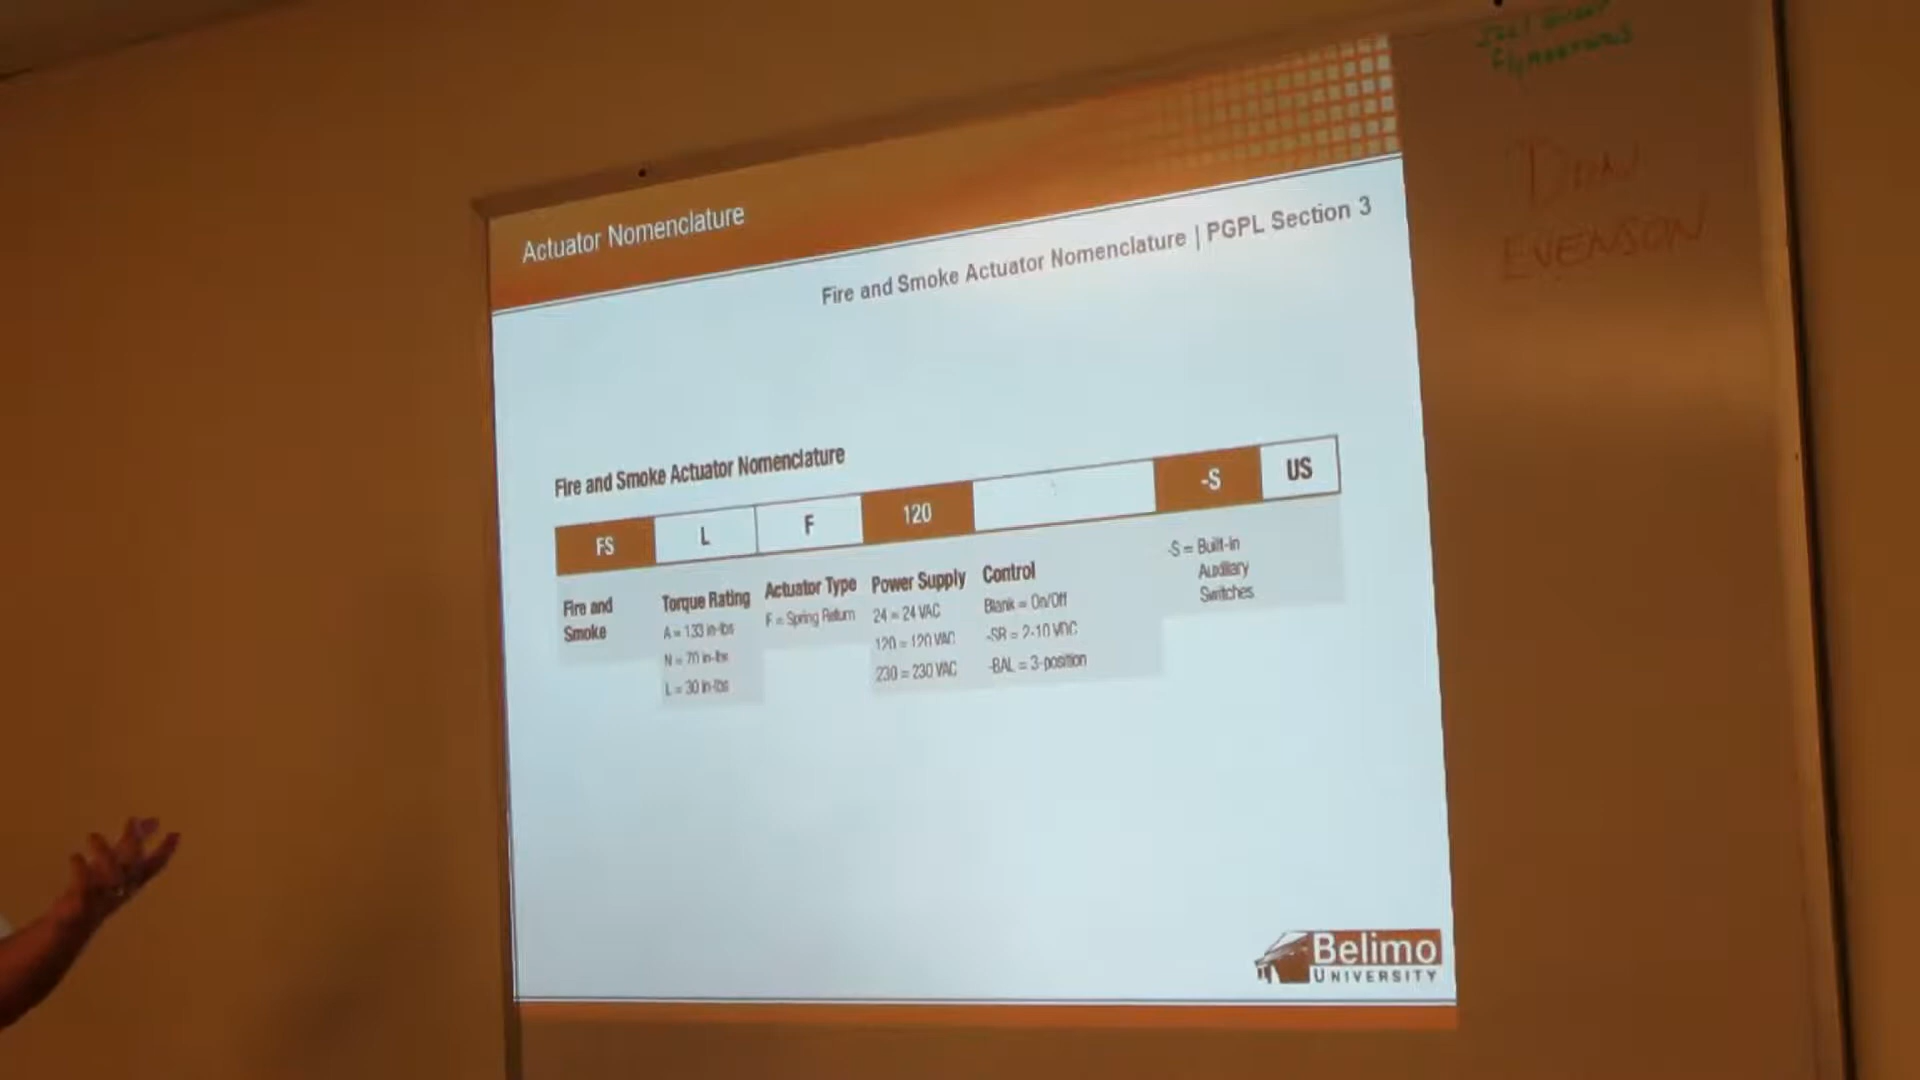 Actuator Nomenclature
Fire and Smoke Actuator Nomenclature | PGPL Section 3
Fire and Smoke Actuator Nomenclature
FS L F 120 -S US
Fire and
Smoke
Torque Rating
A = 133 in-lbs
N = 70 in-lbs
L = 30 in-lbs
Actuator Type
F = Spring Return
Power Supply
24 = 24 VAC
120 = 120 VAC
230 = 230 VAC
Control
Blank = On/Off
-SR = 2-10 VDC
-BAL = 3-position
-S = Built-in
Auxiliary
Switches
Belimo
UNIVERSITY
EVENSON